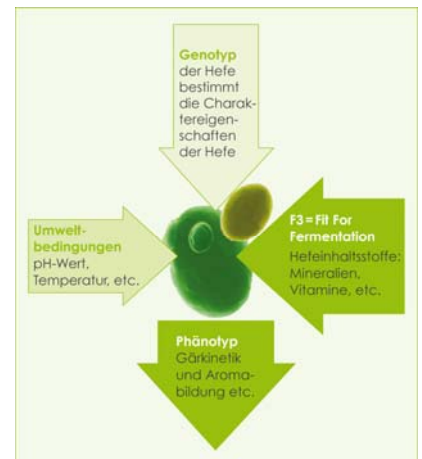 Genotyp
der Hefe
bestimmt
die Charak-
tereigen-
schaften
der Hefe
Umwelt-
bedingungen
pH-Wert,
Temperatur, etc.
F3=Fit For
Fermentation
Hefeinhaltsstoffe:
Mineralien,
Vitamine, etc.
Phänotyp
Gärkinetik
und Aroma-
bildung etc.